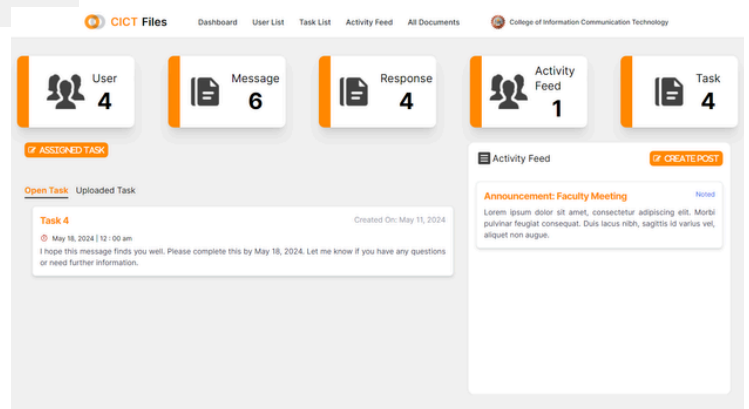 CICT Files
Dashboard User List Task List Activity Feed All Documents
College of Information Communication Technology
User
4
Message
6
Response
4
Activity
Feed
1
Task
4
ASSIGNED TASK
Open Task Uploaded Task
Task 4
Created On: May 11, 2024
May 18, 2024 | 12 : 00 am
I hope this message finds you well. Please complete this by May 18, 2024. Let me know if you have any questions
or need further information.
Activity Feed
CREATE POST
Announcement: Faculty Meeting
Noted
Lorem ipsum dolor sit amet, consectetur adipiscing elit. Morbi
pulvinar feugiat consequat. Duis lacus nibh, sagittis id varius vel,
aliquet non augue.